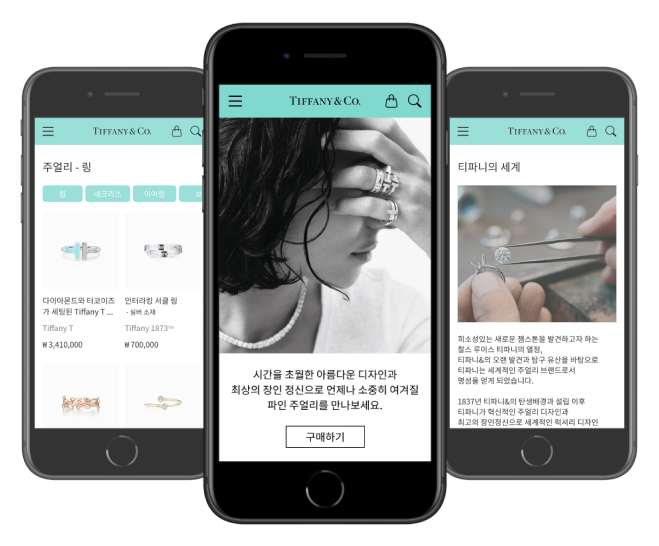 TIFFANY & CO.
주얼리 - 링
링
네크리스
이어링
브
다이아몬드와 터코이즈
가 세팅된 Tiffany T ...
Tiffany T
₩ 3,410,000
인터라킹 서클 링
- 실버 소재
Tiffany 1873™
₩ 700,000
TIFFANY & CO.
시간을 초월한 아름다운 디자인과
최상의 장인 정신으로 언제나 소중히 여겨질
파인 주얼리를 만나보세요.
구매하기
TIFFANY & CO.
티파니의 세계
희소성있는 새로운 젬스톤을 발견하고자 하는
찰스 루이스 티파니의 열정,
티파니&의 오랜 발견과 탐구 유산을 바탕으로
티파니는 세계적인 주얼리 브랜드로서
명성을 얻게 되었습니다.
1837년 티파니&의 탄생배경과 설립 이후
티파니가 혁신적인 주얼리 디자인과
최고의 장인정신으로 세계적인 럭셔리 디자인